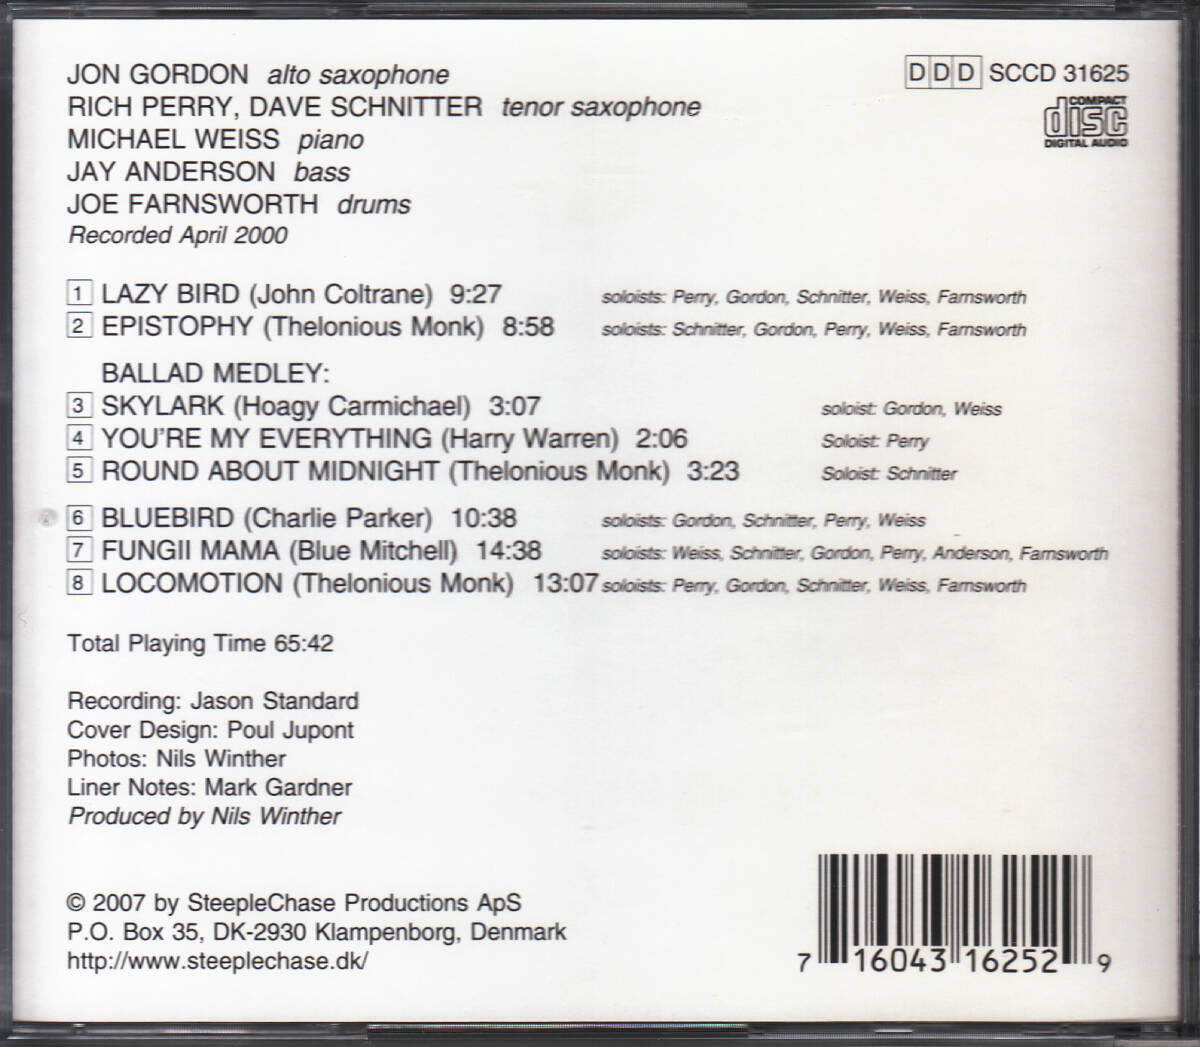 JON GORDON alto saxophone
RICH PERRY, DAVE SCHNITTER tenor saxophone
MICHAEL WEISS piano
JAY ANDERSON bass
JOE FARNSWORTH drums
Recorded April 2000
DDD SCCD 31625
COMPACT
disc
DIGITAL AUDIO
1 LAZY BIRD (John Coltrane) 9:27 soloists: Perry, Gordon, Schnitter, Weiss, Farnsworth
2 EPISTOPHY (Thelonious Monk) 8:58 soloists: Schnitter, Gordon, Perry, Weiss, Farnsworth
BALLAD MEDLEY:
3 SKYLARK (Hoagy Carmichael) 3:07 soloist: Gordon, Weiss
4 YOU'RE MY EVERYTHING (Harry Warren) 2:06 Soloist: Perry
5 ROUND ABOUT MIDNIGHT (Thelonious Monk) 3:23 Soloist: Schnitter
6 BLUEBIRD (Charlie Parker) 10:38 soloists: Gordon, Schnitter, Perry, Weiss
7 FUNGII MAMA (Blue Mitchell) 14:38 soloists: Weiss, Schnitter, Gordon, Perry, Anderson, Farnsworth
8 LOCOMOTION (Thelonious Monk) 13:07 soloists: Perry, Gordon, Schnitter, Weiss, Farnsworth
Total Playing Time 65:42
Recording: Jason Standard
Cover Design: Poul Jupont
Photos: Nils Winther
Liner Notes: Mark Gardner
Produced by Nils Winther
© 2007 by SteepleChase Productions ApS
P.O. Box 35, DK-2930 Klampenborg, Denmark
http://www.steeplechase.dk/
7 16043 16252 9